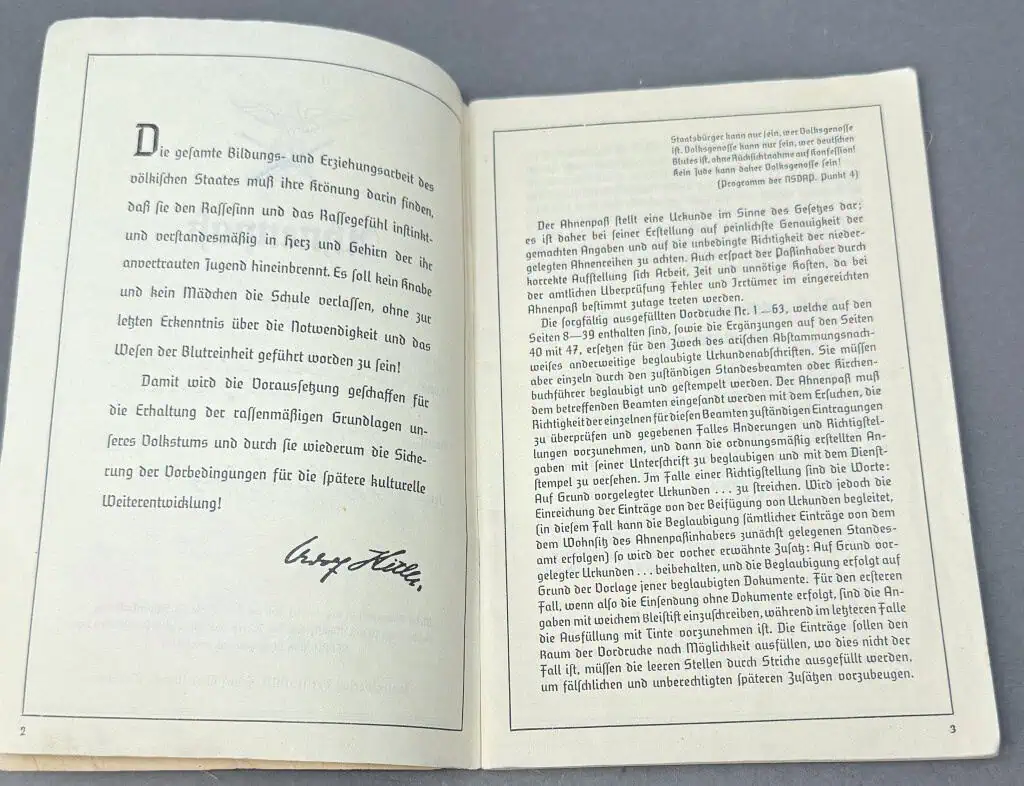 Die gesamte Bildungs- und Erziehungsarbeit des
völkischen Staates muß ihre Krönung darin finden,
daß sie den Rassesinn und das Rassegefühl instinkt-
und verstandesmäßig in Herz und Gehirn der ihr
anvertrauten Jugend hineinbrennt. Es soll kein Knabe
und kein Mädchen die Schule verlassen, ohne zur
letzten Erkenntnis über die Notwendigkeit und das
Wesen der Blutreinheit geführt worden zu sein!
Damit wird die Voraussetzung geschaffen für
die Erhaltung der rassenmäßigen Grundlagen un-
seres Volkstums und durch sie wiederum die Siche-
rung der Vorbedingungen für die spätere kulturelle
Weiterentwicklung!
Adolf Hitler.
2
Staatsbürger kann nur sein, wer Volksgenosse
ist. Volksgenosse kann nur sein, wer deutschen
Blutes ist, ohne Rücksichtnahme auf Konfession!
Kein Jude kann daher Volksgenosse sein!
(Programm der NSDAP. Punkt 4)
Der Ahnenpaß stellt eine Urkunde im Sinne des Gesetzes dar;
es ist daher bei seiner Erstellung auf peinlichste Genauigkeit der
gemachten Angaben und auf die unbedingte Richtigkeit der nieder-
gelegten Ahnenreihen zu achten. Auch erspart der Paßinhaber durch
korrekte Aufstellung sich Arbeit, Zeit und unnötige Kosten, da bei
der amtlichen Überprüfung Fehler und Irrtümer im eingereichten
Ahnenpaß bestimmt zutage treten werden.
Die sorgfältig ausgefüllten Vordrucke Nr. 1—63, welche auf den
Seiten 8—39 enthalten sind, sowie die Ergänzungen auf den Seiten
40 mit 47, ersetzen für den Zweck des arischen Abstammungsnach-
weises anderweitige beglaubigte Urkundenabschriften. Sie müssen
aber einzeln durch den zuständigen Standesbeamten oder Kirchen-
buchführer beglaubigt und gestempelt werden. Der Ahnenpaß muß
dem betreffenden Beamten eingesandt werden mit dem Ersuchen, die
Richtigkeit der einzelnen für diesen Beamten zuständigen Eintragungen
zu überprüfen und gegebenen Falles Änderungen und Richtigstel-
lungen vorzunehmen, und dann die ordnungsmäßig erstellten An-
gaben mit seiner Unterschrift zu beglaubigen und mit dem Dienst-
stempel zu versehen. Im Falle einer Richtigstellung sind die Worte:
Auf Grund vorgelegter Urkunden . . . zu streichen. Wird jedoch die
Einreichung der Einträge von der Beifügung von Urkunden begleitet,
(in diesem Fall kann die Beglaubigung sämtlicher Einträge von dem
dem Wohnsitz des Ahnenpaßinhabers zunächst gelegenen Standes-
amt erfolgen) so wird der vorher erwähnte Zusatz: Auf Grund vor-
gelegter Urkunden . . . beibehalten, und die Beglaubigung erfolgt auf
Grund der Vorlage jener beglaubigten Dokumente. Für den ersteren
Fall, wenn also die Einsendung ohne Dokumente erfolgt, sind die An-
gaben mit weichem Bleistift einzuschreiben, während im letzteren Falle
die Ausfüllung mit Tinte vorzunehmen ist. Die Einträge sollen den
Raum der Vordrucke nach Möglichkeit ausfüllen, wo dies nicht der
Fall ist, müssen die leeren Stellen durch Striche ausgefüllt werden,
um fälschlichen und unberechtigten späteren Zusätzen vorzubeugen.
3